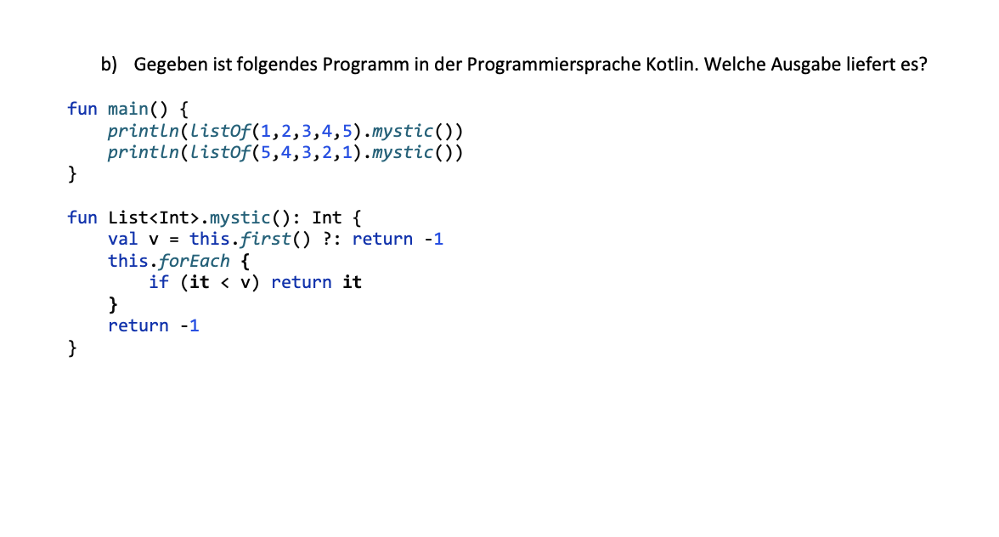 b) Gegeben ist folgendes Programm in der Programmiersprache Kotlin. Welche Ausgabe liefert es?
fun main() {
    println(listOf(1,2,3,4,5).mystic())
    println(listOf(5,4,3,2,1).mystic())
}
fun List<Int>.mystic(): Int {
    val v = this.first() ?: return -1
    this.forEach {
        if (it < v) return it
    }
    return -1
}